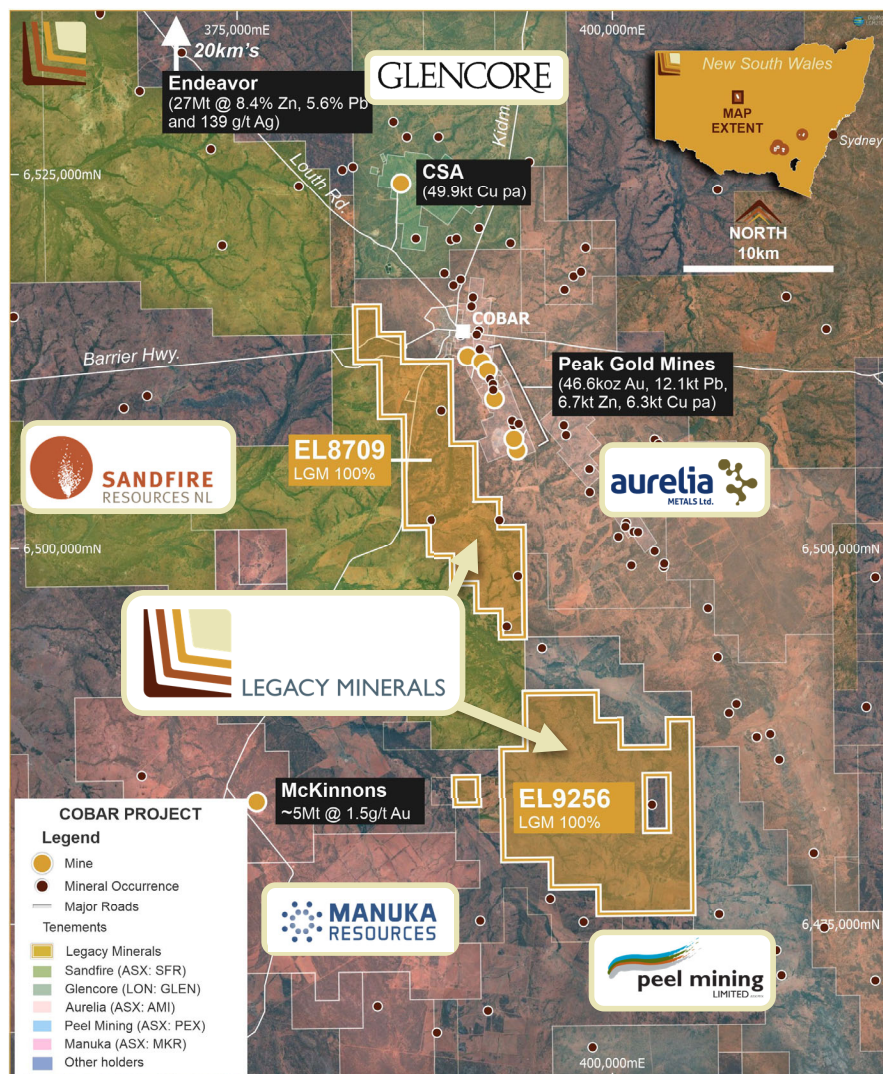 375,000mE
400,000mE
20km's
Endeavor
(27Mt @ 8.4% Zn, 5.6% Pb
and 139 g/t Ag)
GLENCORE
New South Wales
MAP
EXTENT
Sydney
Louth Rd.
6,525,000mN
CSA
(49.9kt Cu pa)
NORTH
10km
COBAR
Barrier Hwy.
Peak Gold Mines
(46.6koz Au, 12.1kt Pb,
6.7kt Zn, 6.3kt Cu pa)
SANDFIRE
RESOURCES NL
EL8709
LGM 100%
aurelia
METALS Ltd.
6,500,000mN
6,500,000mN
LEGACY MINERALS
McKinnons
~5Mt @ 1.5g/t Au
EL9256
LGM 100%
COBAR PROJECT
Legend
Mine
Mineral Occurrence
Major Roads
Tenements
Legacy Minerals
Sandfire (ASX: SFR)
Glencore (LON: GLEN)
Aurelia (ASX: AMI)
Peel Mining (ASX: PEX)
Manuka (ASX: MKR)
Other holders
MANUKA
RESOURCES
6,475,000mN
peel mining
LIMITED
400,000mE